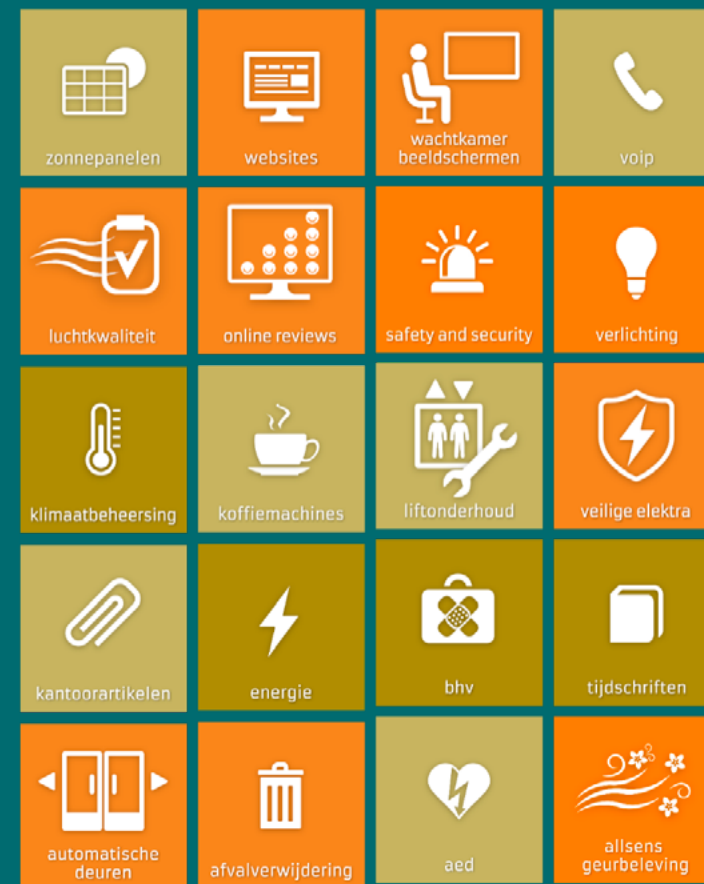 zonnepanelen
websites
wachtkamer
beeldschermen
voip
luchtkwaliteit
online reviews
safety and security
verlichting
klimaatbeheersing
koffiemachines
liftonderhoud
veilige elektra
kantoorartikelen
energie
bhv
tijdschriften
automatische
deuren
afvalverwijdering
aed
allsens
geurbeleving